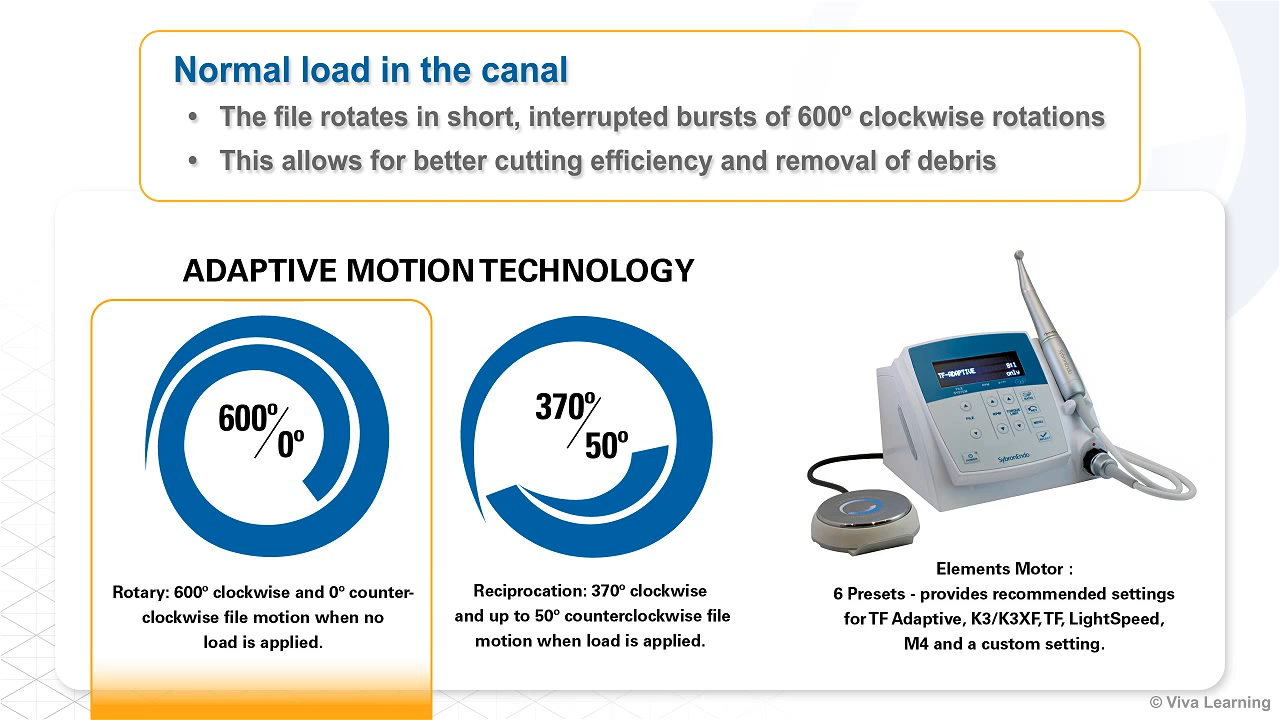 Normal load in the canal
• The file rotates in short, interrupted bursts of 600º clockwise rotations
• This allows for better cutting efficiency and removal of debris
ADAPTIVE MOTION TECHNOLOGY
600º/0º
370º/50º
Rotary: 600º clockwise and 0º counter-
clockwise file motion when no
load is applied.
Reciprocation: 370º clockwise
and up to 50º counterclockwise file
motion when load is applied.
TF-ADAPTIVE
only
FILE
RPM
MENU
SybronEndo
Elements Motor :
6 Presets - provides recommended settings
for TF Adaptive, K3/K3XF, TF, LightSpeed,
M4 and a custom setting.
© Viva Learning